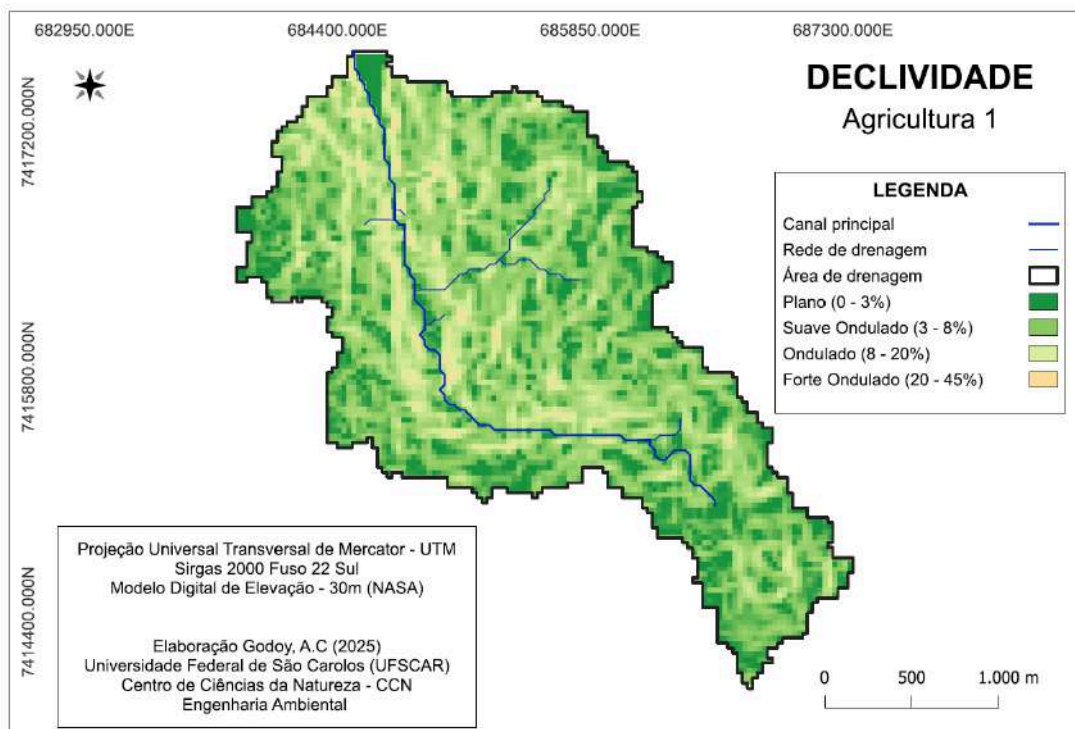 682950.000E 684400.000E 685850.000E 687300.000E
7417200.000N
7415800.000N
7414400.000N
DECLIVIDADE
Agricultura 1
LEGENDA
Canal principal
Rede de drenagem
Área de drenagem
Plano (0 - 3%)
Suave Ondulado (3 - 8%)
Ondulado (8 - 20%)
Forte Ondulado (20 - 45%)
Projeção Universal Transversal de Mercator - UTM
Sirgas 2000 Fuso 22 Sul
Modelo Digital de Elevação - 30m (NASA)
Elaboração Godoy, A.C (2025)
Universidade Federal de São Carolos (UFSCAR)
Centro de Ciências da Natureza - CCN
Engenharia Ambiental
0 500 1.000 m